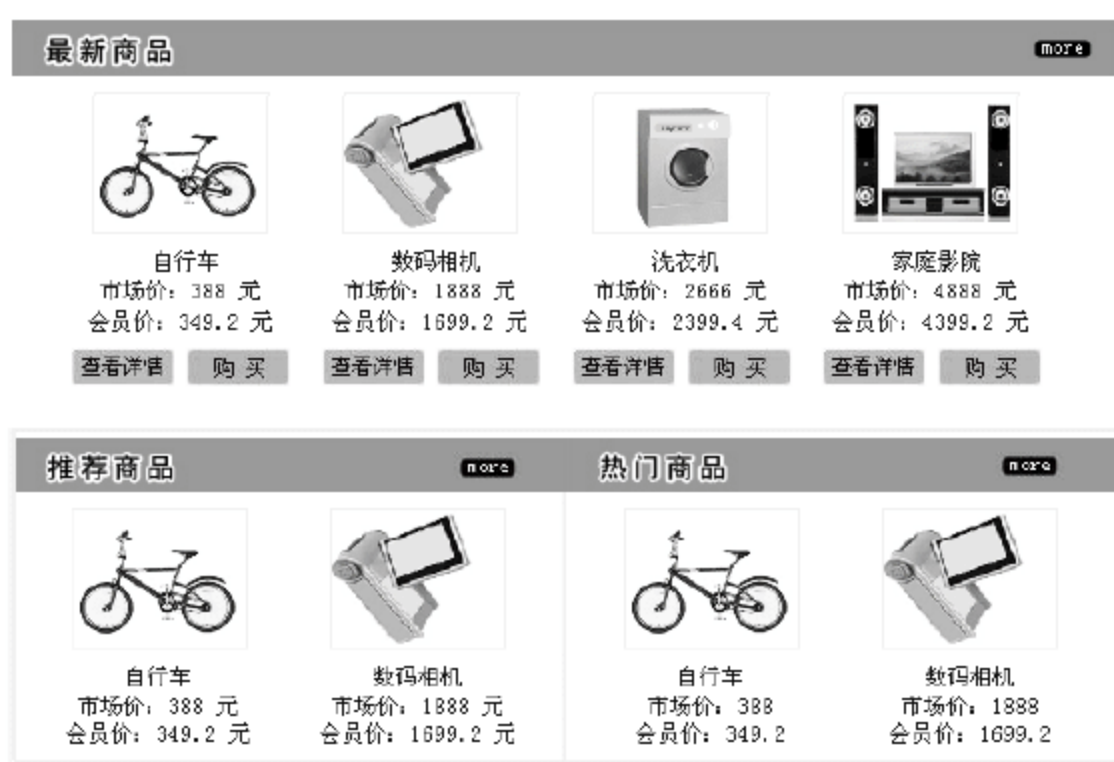 最新商品 more
自行车 数码相机 洗衣机 家庭影院
市场价：388 元 市场价：1888 元 市场价：2666 元 市场价：4888 元
会员价：349.2 元 会员价：1699.2 元 会员价：2399.4 元 会员价：4399.2 元
查看详情 购 买 查看详情 购 买 查看详情 购 买 查看详情 购 买
推荐商品 more 热门商品 more
自行车 数码相机 自行车 数码相机
市场价：388 元 市场价：1888 元 市场价：388 市场价：1888
会员价：349.2 元 会员价：1699.2 元 会员价：349.2 会员价：1699.2